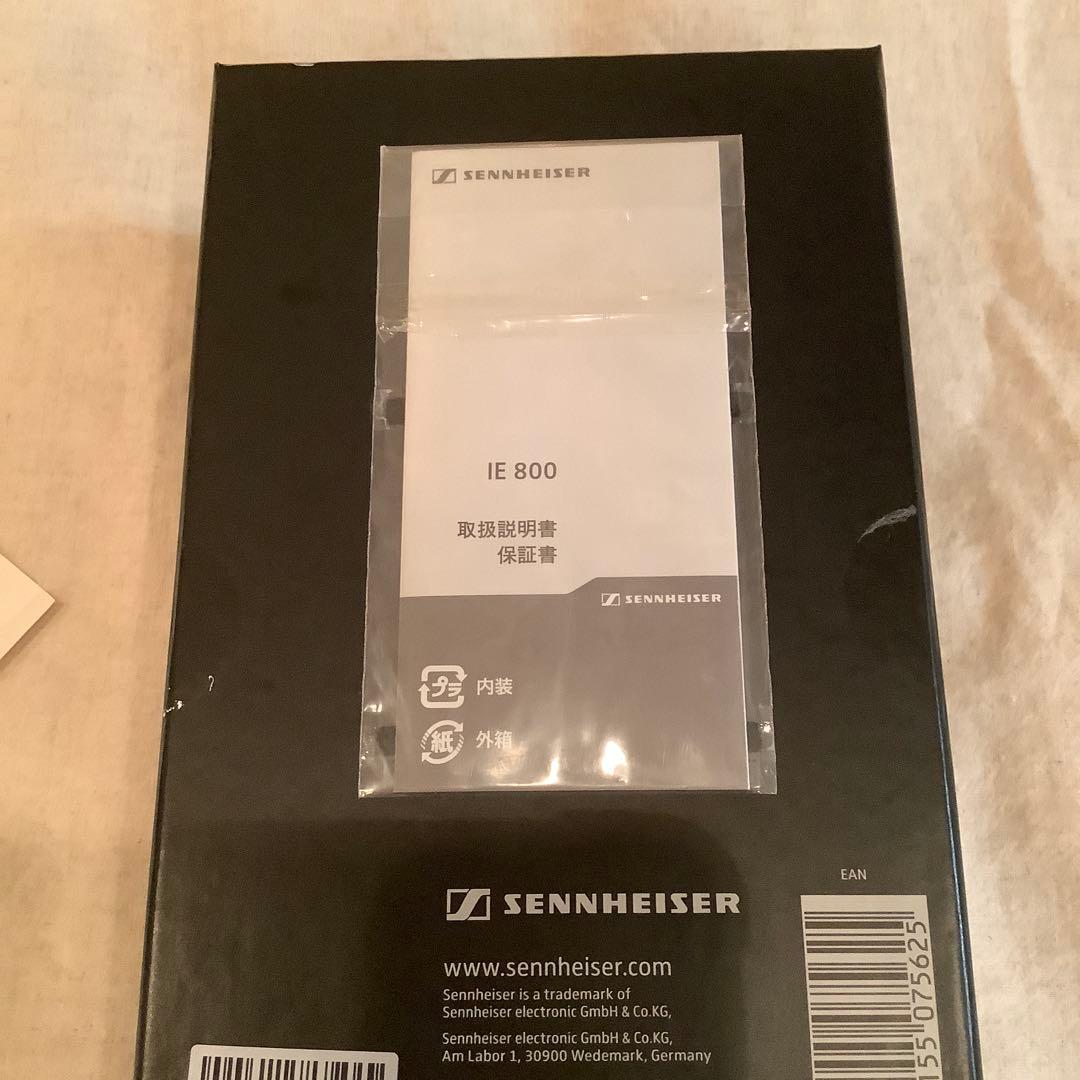 SENNHEISER
IE 800
取扱説明書
保証書
SENNHEISER
プラ 内装
紙 外箱
SENNHEISER
www.sennheiser.com
Sennheiser is a trademark of
Sennheiser electronic GmbH & Co.KG,
Sennheiser electronic GmbH & Co.KG,
Am Labor 1, 30900 Wedemark, Germany
EAN
55 075625